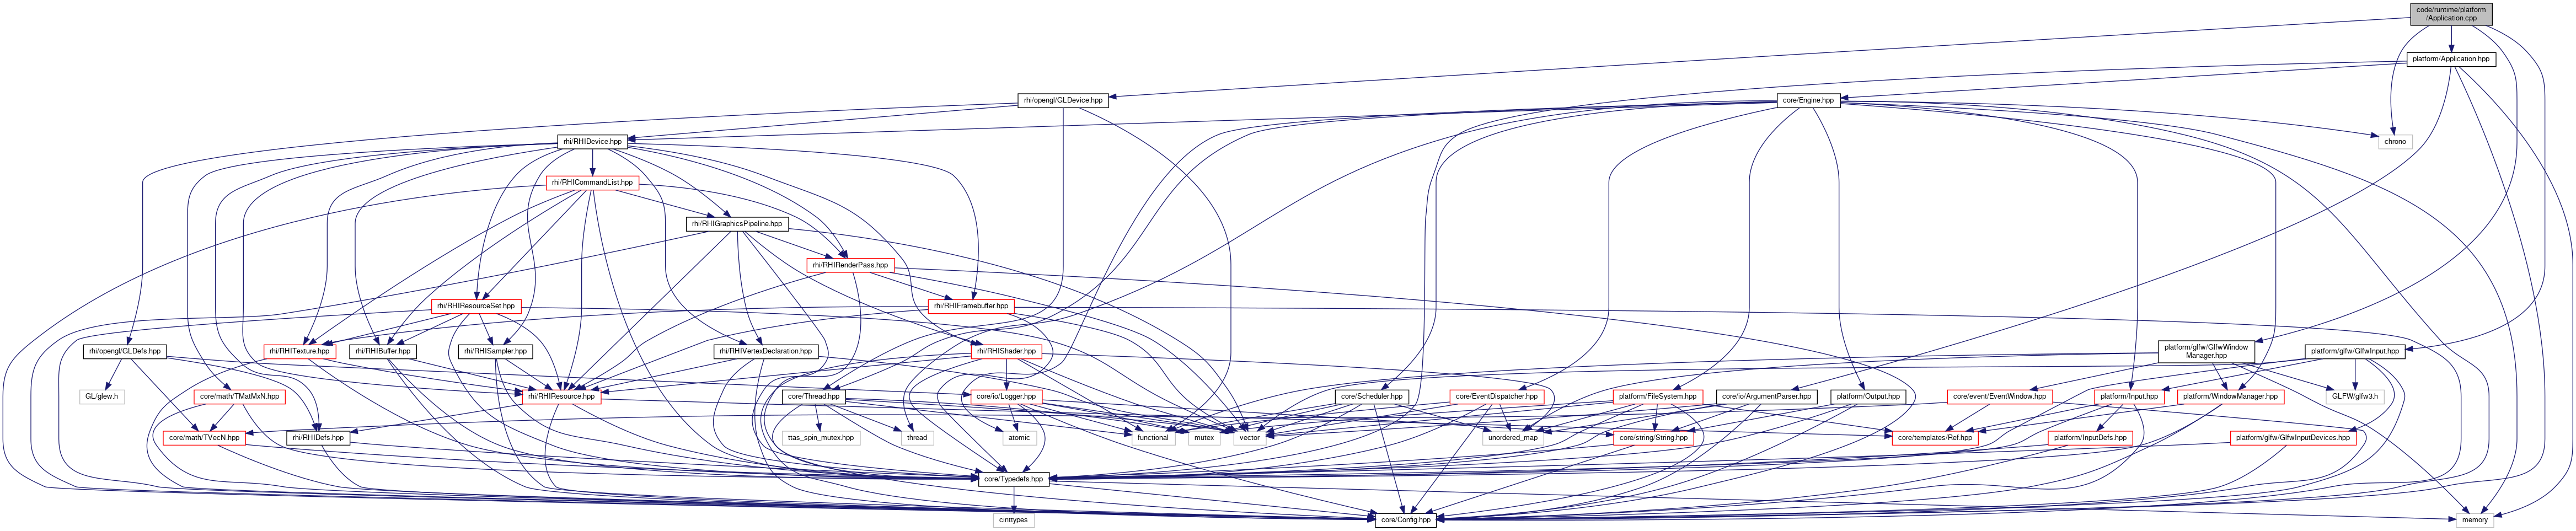 code/runtime/platform
/Application.cpp
platform/Application.hpp
rhi/opengl/GLDevice.hpp
core/Engine.hpp
rhi/RHIDevice.hpp
chrono
rhi/RHICommandList.hpp
rhi/RHIGraphicsPipeline.hpp
rhi/RHIRenderPass.hpp
rhi/RHIResourceSet.hpp
rhi/RHIFramebuffer.hpp
rhi/opengl/GLDefs.hpp
rhi/RHITexture.hpp
rhi/RHIBuffer.hpp
rhi/RHISampler.hpp
rhi/RHIVertexDeclaration.hpp
rhi/RHIShader.hpp
platform/glfw/GlfwWindow
Manager.hpp
platform/glfw/GlfwInput.hpp
GL/glew.h
core/math/TMatMxN.hpp
rhi/RHIResource.hpp
core/Thread.hpp
core/io/Logger.hpp
core/Scheduler.hpp
core/EventDispatcher.hpp
platform/FileSystem.hpp
core/io/ArgumentParser.hpp
platform/Output.hpp
core/event/EventWindow.hpp
platform/Input.hpp
platform/WindowManager.hpp
GLFW/glfw3.h
core/math/TVecN.hpp
rhi/RHIDefs.hpp
ttas_spin_mutex.hpp
thread
atomic
functional
mutex
vector
unordered_map
core/string/String.hpp
core/templates/Ref.hpp
platform/InputDefs.hpp
platform/glfw/GlfwInputDevices.hpp
core/Typedefs.hpp
cinttypes
core/Config.hpp
memory